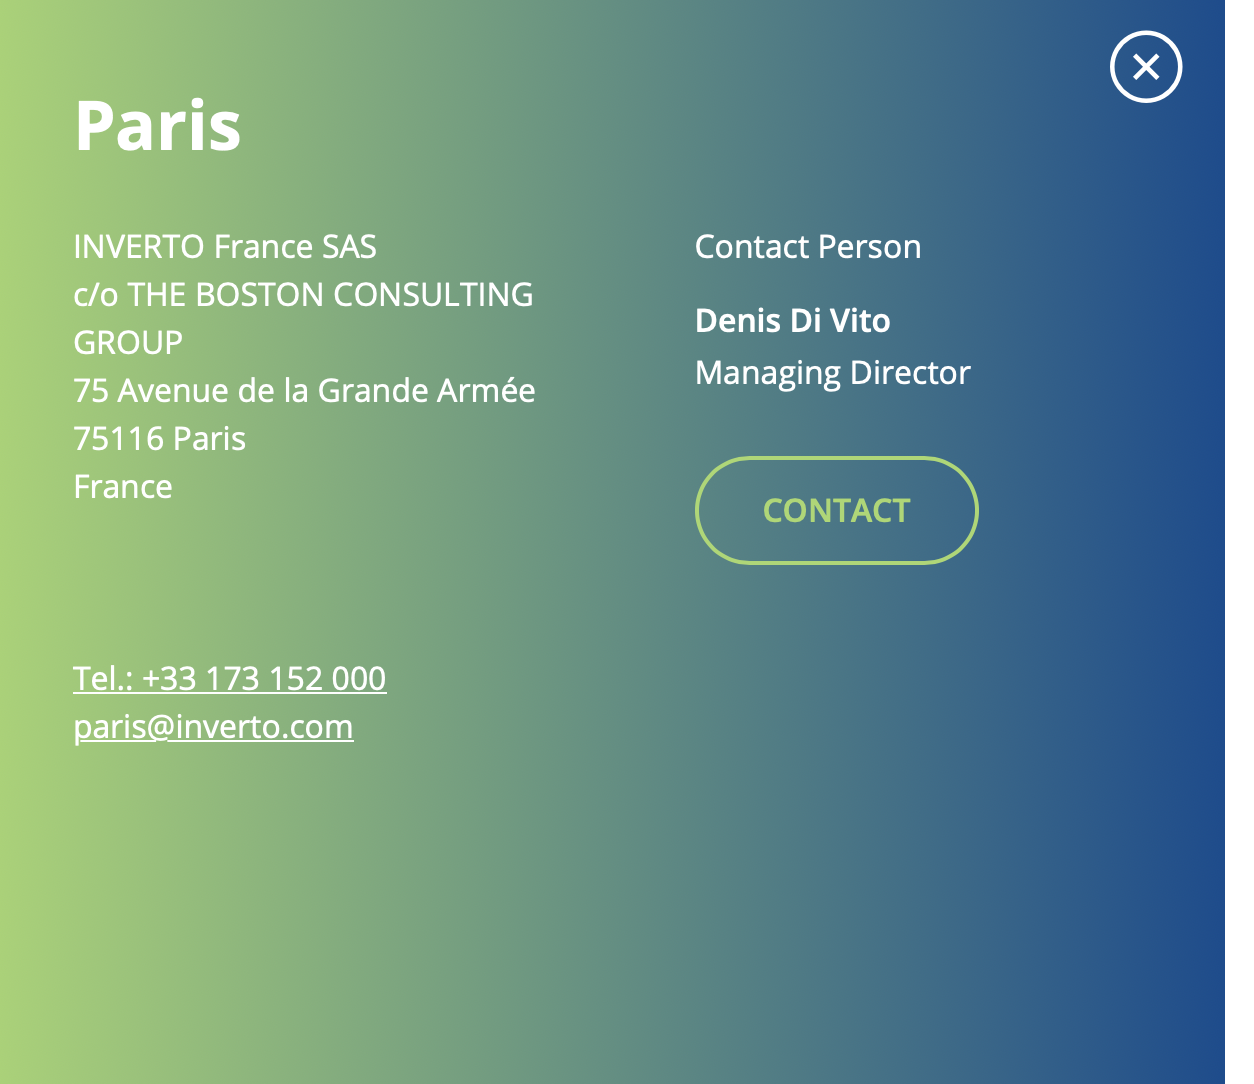 Paris
INVERTO France SAS
c/o THE BOSTON CONSULTING
GROUP
75 Avenue de la Grande Armée
75116 Paris
France
Tel.: +33 173 152 000
paris@inverto.com
Contact Person
Denis Di Vito
Managing Director
CONTACT